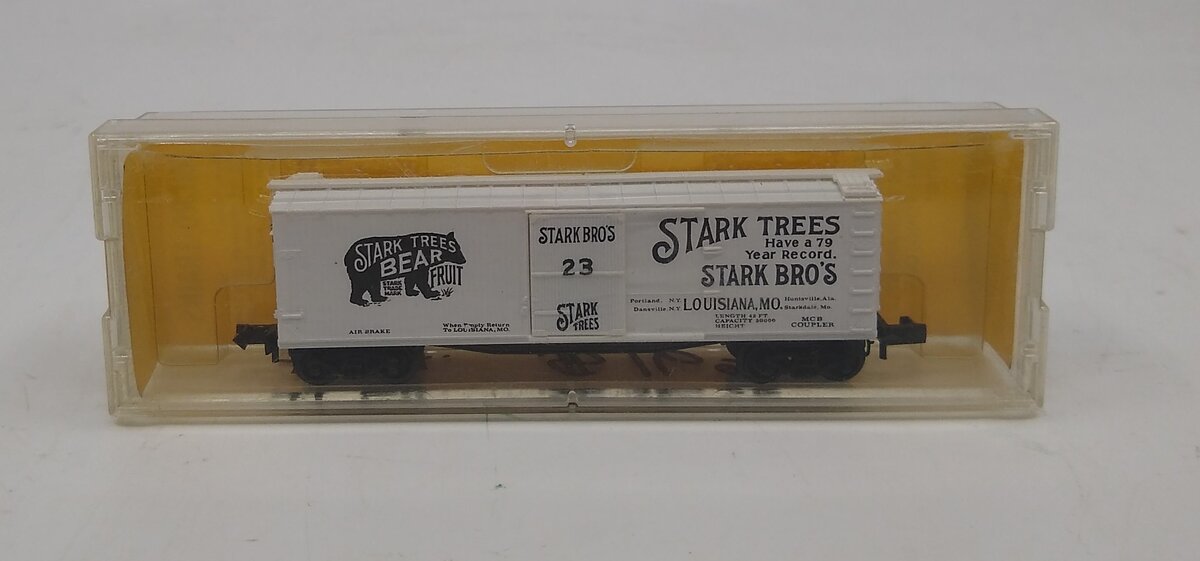 STARK TREES
BEAR
FRUIT
STARK
TRADE
MARK
AIR BRAKE
When Empty Return
To LOUISIANA, MO.
STARK BRO'S
23
STARK
TREES
STARK TREES
Have a 79
Year Record.
STARK BRO'S
Portland, N.Y. LOUISIANA, MO. Huntsville, Ala.
Dansville, N.Y. Starkdale, Mo.
LENGTH 42 FT.
CAPACITY 50000
HEIGHT
MCB
COUPLER